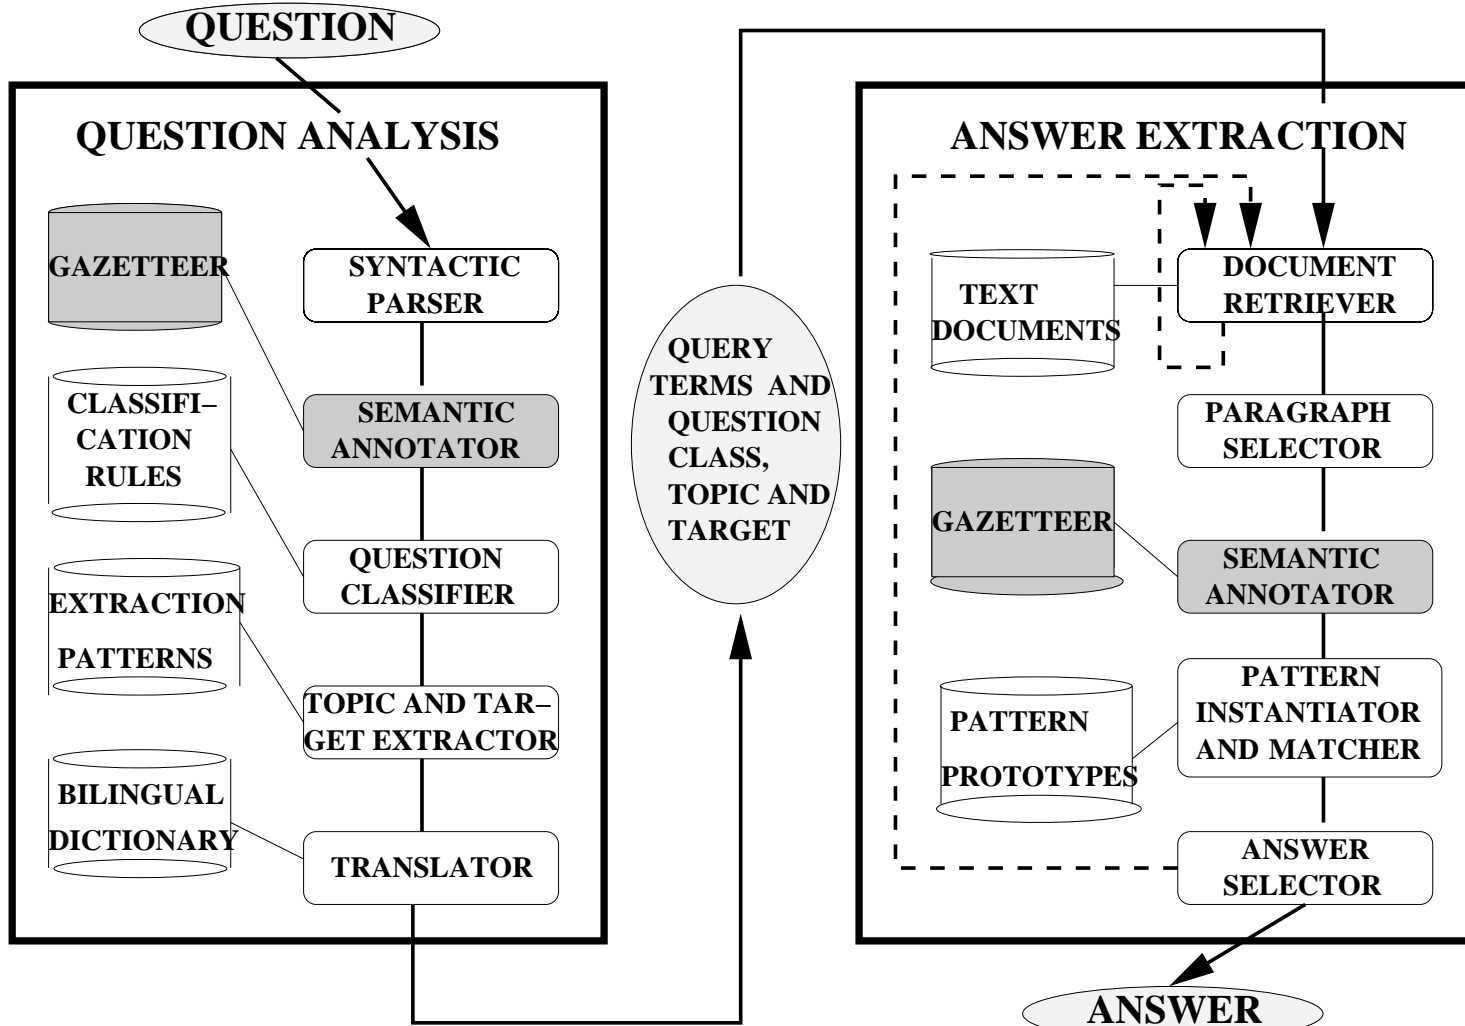 QUESTION
QUESTION ANALYSIS
GAZETTEER
SYNTACTIC
PARSER
CLASSIFI–
CATION
RULES
SEMANTIC
ANNOTATOR
EXTRACTION
PATTERNS
QUESTION
CLASSIFIER
TOPIC AND TAR–
GET EXTRACTOR
BILINGUAL
DICTIONARY
TRANSLATOR
QUERY
TERMS AND
QUESTION
CLASS,
TOPIC AND
TARGET
ANSWER EXTRACTION
TEXT
DOCUMENTS
DOCUMENT
RETRIEVER
PARAGRAPH
SELECTOR
GAZETTEER
SEMANTIC
ANNOTATOR
PATTERN
PROTOTYPES
PATTERN
INSTANTIATOR
AND MATCHER
ANSWER
SELECTOR
ANSWER